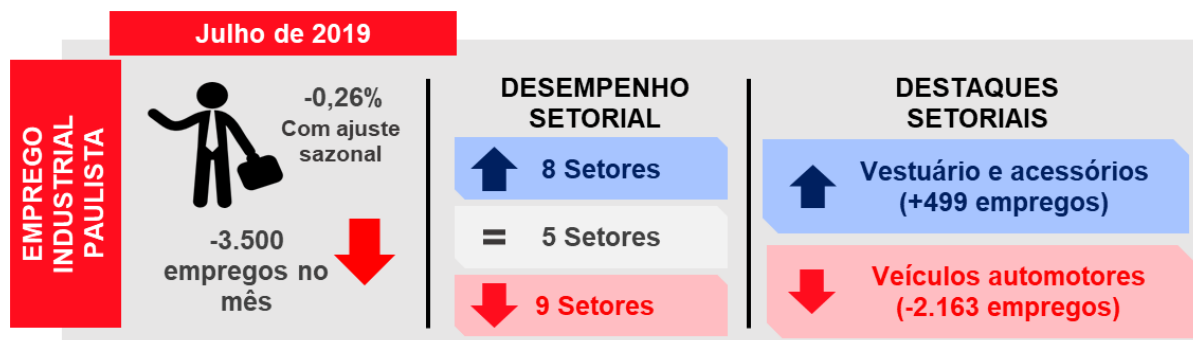 Julho de 2019
EMPREGO
INDUSTRIAL
PAULISTA
-0,26%
Com ajuste
sazonal
-3.500
empregos no
mês
DESEMPENHO
SETORIAL
8 Setores
=
5 Setores
9 Setores
DESTAQUES
SETORIAIS
Vestuário e acessórios
(+499 empregos)
Veículos automotores
(-2.163 empregos)